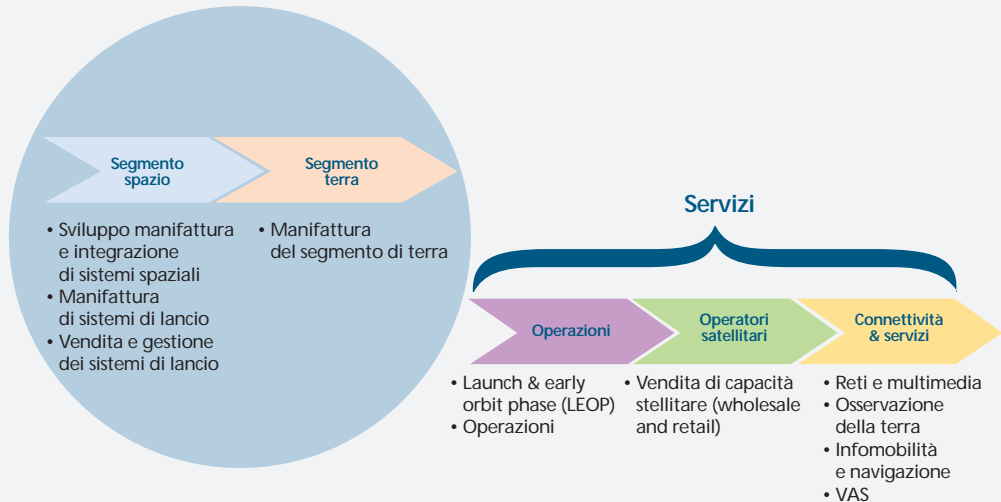 Segmento
spazio
Segmento
terra
• Sviluppo manifattura
e integrazione
di sistemi spaziali
• Manifattura
di sistemi di lancio
• Vendita e gestione
dei sistemi di lancio
• Manifattura
del segmento di terra
Servizi
Operazioni
Operatori
satellitari
Connettività
& servizi
• Launch & early
orbit phase (LEOP)
• Operazioni
• Vendita di capacità
stellitare (wholesale
and retail)
• Reti e multimedia
• Osservazione
della terra
• Infomobilità
e navigazione
• VAS